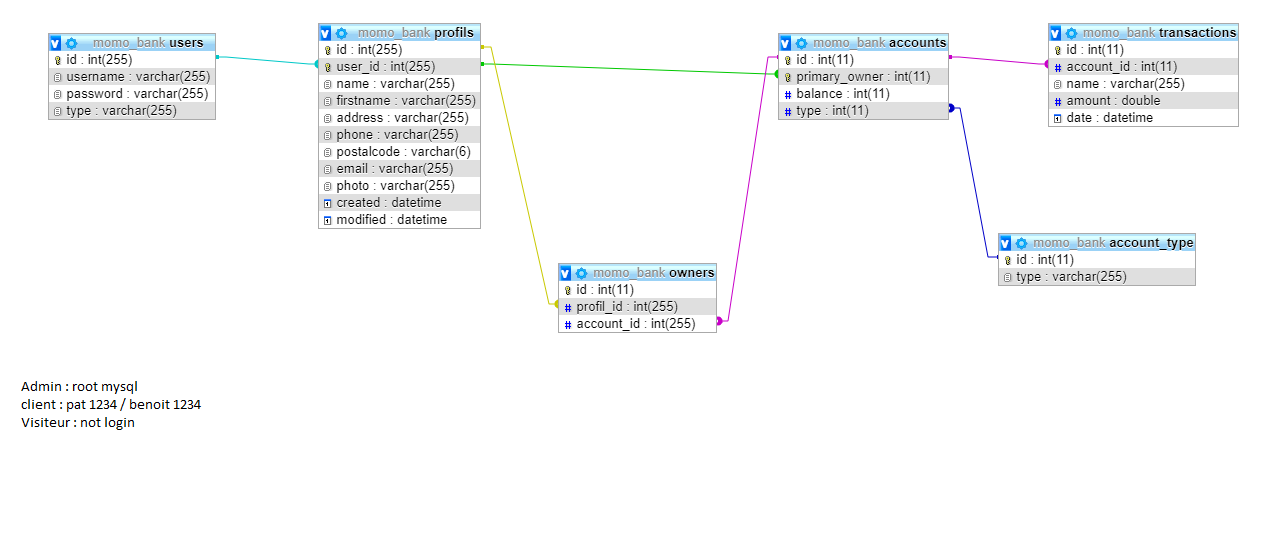 momo_bank users
id : int(255)
username : varchar(255)
password : varchar(255)
type : varchar(255)
momo_bank profils
id : int(255)
user_id : int(255)
name : varchar(255)
firstname : varchar(255)
address : varchar(255)
phone : varchar(255)
postalcode : varchar(6)
email : varchar(255)
photo : varchar(255)
created : datetime
modified : datetime
momo_bank accounts
id : int(11)
primary_owner : int(11)
balance : int(11)
type : int(11)
momo_bank transactions
id : int(11)
account_id : int(11)
name : varchar(255)
amount : double
date : datetime
momo_bank account_type
id : int(11)
type : varchar(255)
momo_bank owners
id : int(11)
profil_id : int(255)
account_id : int(255)
Admin : root mysql
client : pat 1234 / benoit 1234
Visiteur : not login